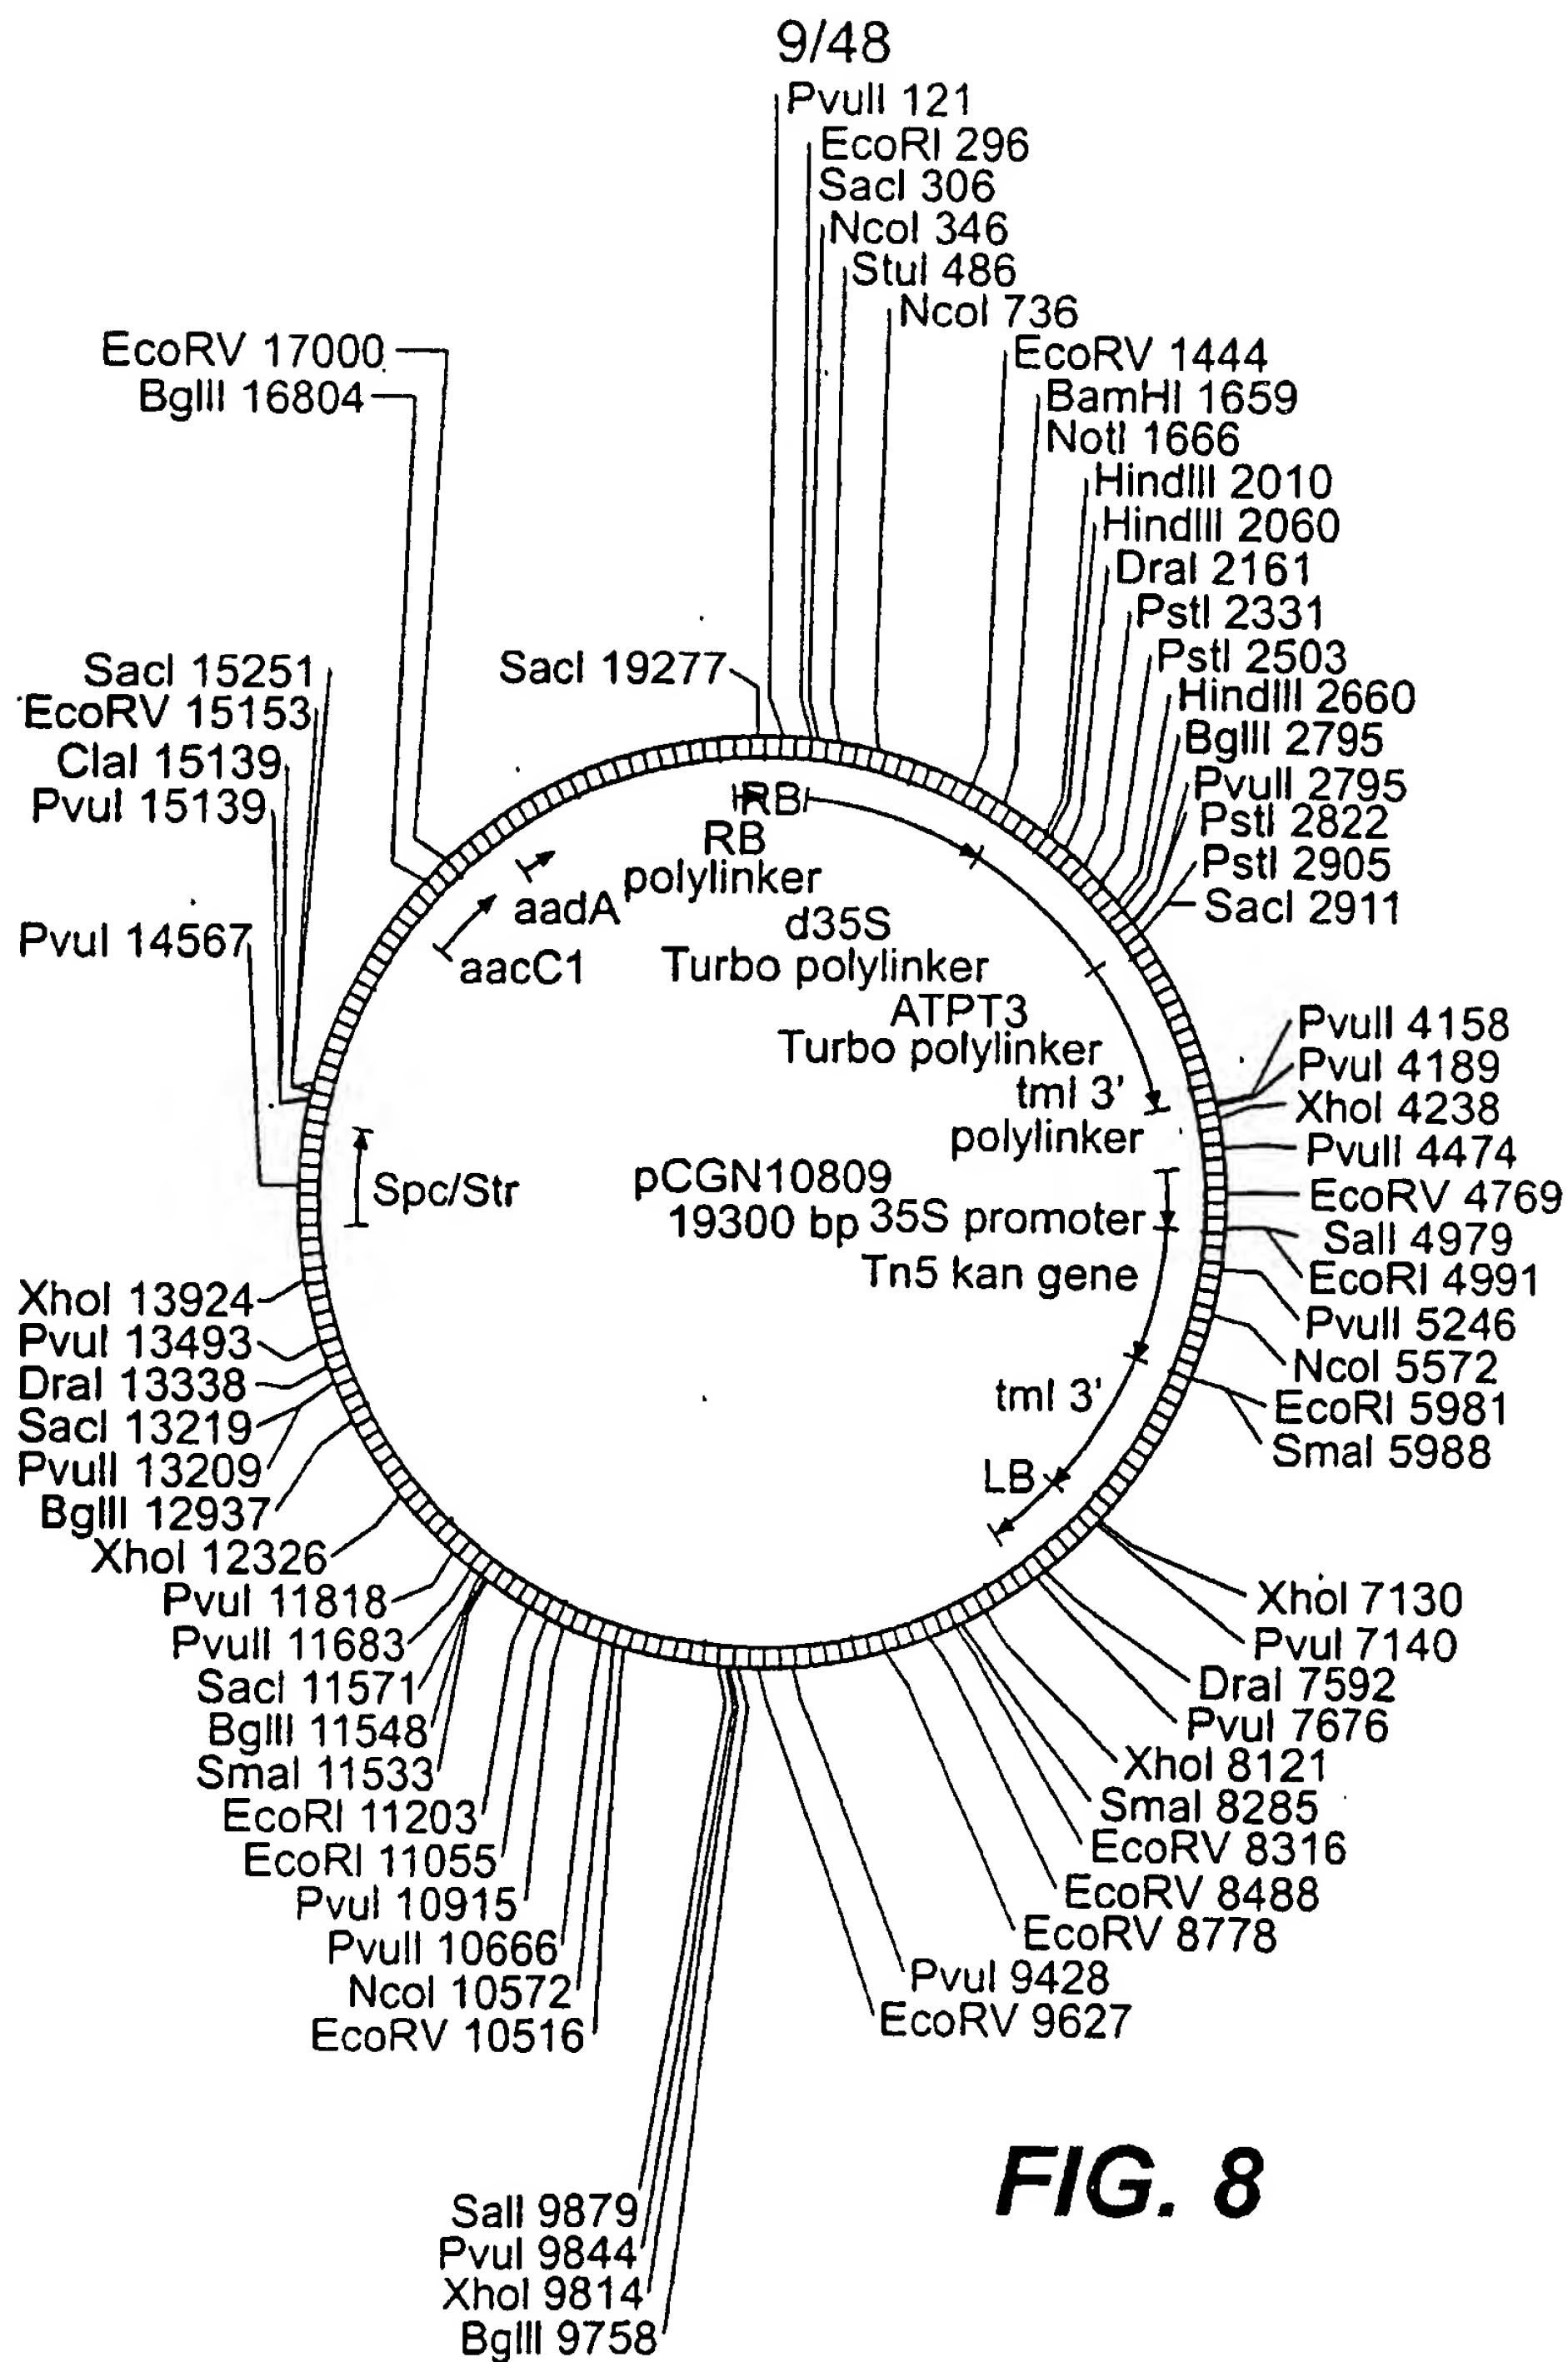 9/48
PvuII 121
EcoRI 296
SacI 306
NcoI 346
StuI 486
NcoI 736
EcoRV 1444
BamHI 1659
NotI 1666
HindIII 2010
HindIII 2060
DraI 2161
PstI 2331
PstI 2503
HindIII 2660
BglII 2795
PvuII 2795
PstI 2822
PstI 2905
SacI 2911
PvuII 4158
PvuI 4189
XhoI 4238
PvuII 4474
EcoRV 4769
SalI 4979
EcoRI 4991
PvuII 5246
NcoI 5572
EcoRI 5981
SmaI 5988
XhoI 7130
PvuI 7140
DraI 7592
PvuI 7676
XhoI 8121
SmaI 8285
EcoRV 8316
EcoRV 8488
EcoRV 8778
PvuI 9428
EcoRV 9627
BglII 9758
XhoI 9814
PvuI 9844
SalI 9879
EcoRV 10516
NcoI 10572
PvuII 10666
PvuI 10915
EcoRI 11055
EcoRI 11203
SmaI 11533
BglII 11548
SacI 11571
PvuII 11683
PvuI 11818
XhoI 12326
BglII 12937
PvuII 13209
SacI 13219
DraI 13338
PvuI 13493
XhoI 13924
PvuI 14567
PvuI 15139
ClaI 15139
EcoRV 15153
SacI 15251
BglII 16804
EcoRV 17000
SacI 19277
RB
RB
polylinker
d35S
Turbo polylinker
ATPT3
Turbo polylinker
tml 3'
polylinker
35S promoter
Tn5 kan gene
tml 3'
LB
Spc/Str
aacC1
aadA
pCGN10809
19300 bp
FIG. 8